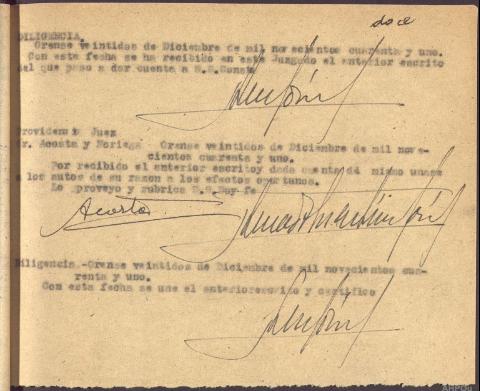 doce
DILIGENCIA.
Orense veintidos de Diciembre de mil novecientos cuarenta y uno.
Con esta fecha se ha recibido en este Juzgado el anterior escrito
del que paso a dar cuenta a S.S.
Providencia Juez
Sr. Acosta y Noriega Orense veintidos de Diciembre de mil nove-
cientos cuarenta y uno.
Por recibido el anterior escrito y dada cuenta del mismo unase
a los autos de su razon a los efectos oportunos.
Lo proveyo y rubrica S.S. Doy fe
Acosta
Diligencia.-Orense veintidos de Diciembre de mil novecientos cua-
renta y uno.
Con esta fecha se une el anterior escrito y certifico